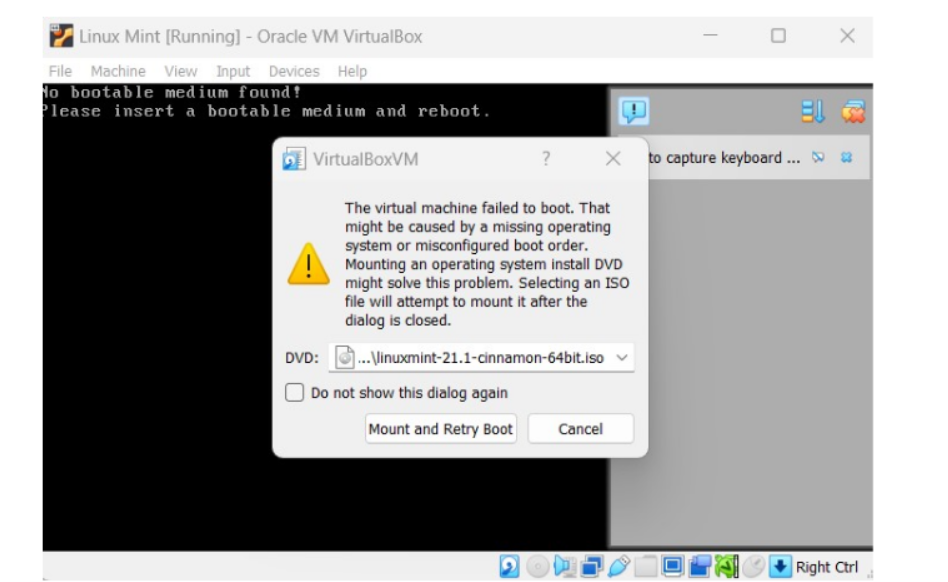 Linux Mint [Running] - Oracle VM VirtualBox
File Machine View Input Devices Help
No bootable medium found!
Please insert a bootable medium and reboot.
to capture keyboard ...
VirtualBoxVM
The virtual machine failed to boot. That
might be caused by a missing operating
system or misconfigured boot order.
Mounting an operating system install DVD
might solve this problem. Selecting an ISO
file will attempt to mount it after the
dialog is closed.
DVD: ...\linuxmint-21.1-cinnamon-64bit.iso
Do not show this dialog again
Mount and Retry Boot Cancel
Right Ctrl